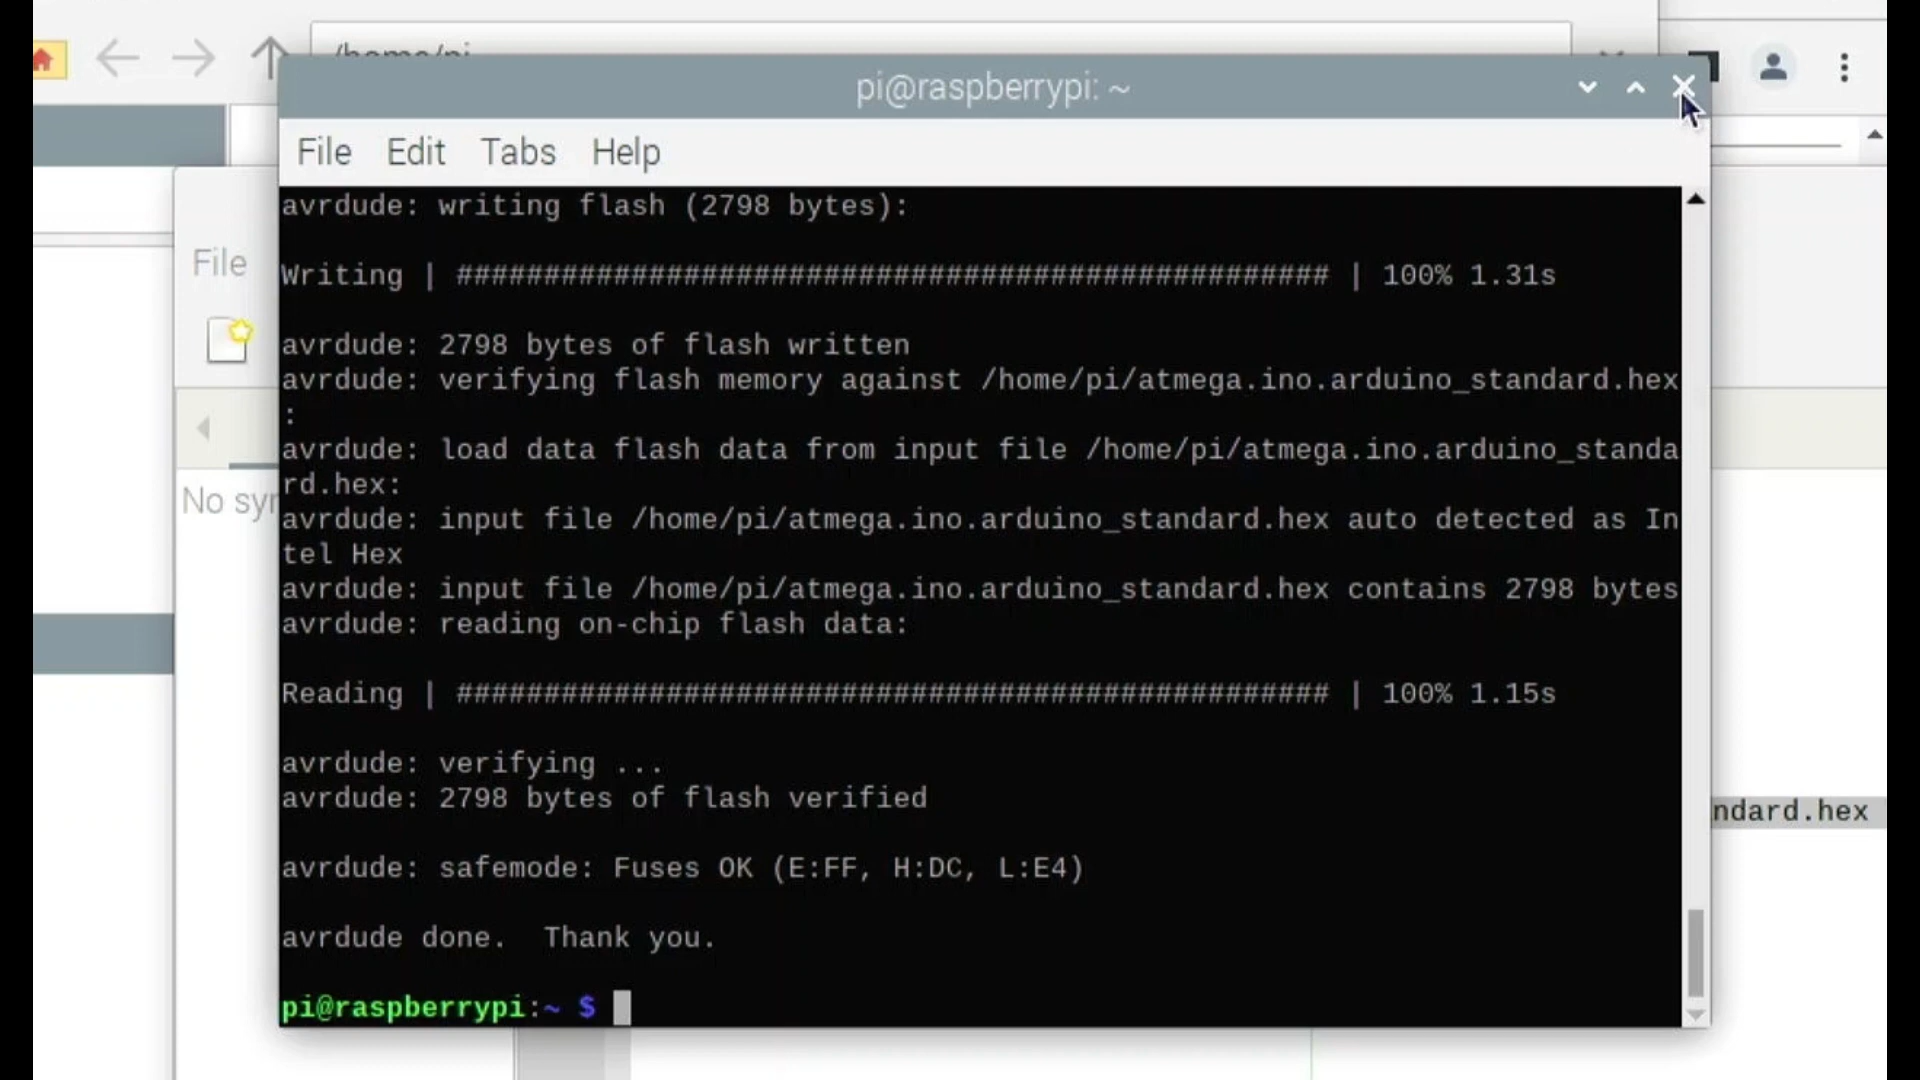 /home/pi
pi@raspberrypi: ~
File Edit Tabs Help
avrdude: writing flash (2798 bytes):
Writing | ################################################## | 100% 1.31s
avrdude: 2798 bytes of flash written
avrdude: verifying flash memory against /home/pi/atmega.ino.arduino_standard.hex
:
avrdude: load data flash data from input file /home/pi/atmega.ino.arduino_standa
rd.hex:
avrdude: input file /home/pi/atmega.ino.arduino_standard.hex auto detected as In
tel Hex
avrdude: input file /home/pi/atmega.ino.arduino_standard.hex contains 2798 bytes
avrdude: reading on-chip flash data:
Reading | ################################################## | 100% 1.15s
avrdude: verifying ...
avrdude: 2798 bytes of flash verified
avrdude: safemode: Fuses OK (E:FF, H:DC, L:E4)
avrdude done.  Thank you.
pi@raspberrypi:~ $
File
No syr
ndard.hex